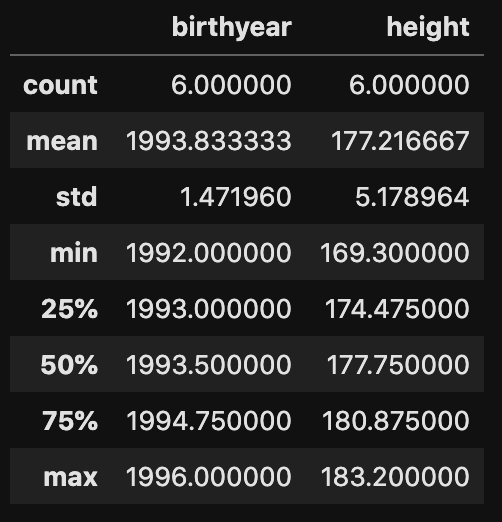 birthyear height
count 6.000000 6.000000
mean 1993.833333 177.216667
std 1.471960 5.178964
min 1992.000000 169.300000
25% 1993.000000 174.475000
50% 1993.500000 177.750000
75% 1994.750000 180.875000
max 1996.000000 183.200000